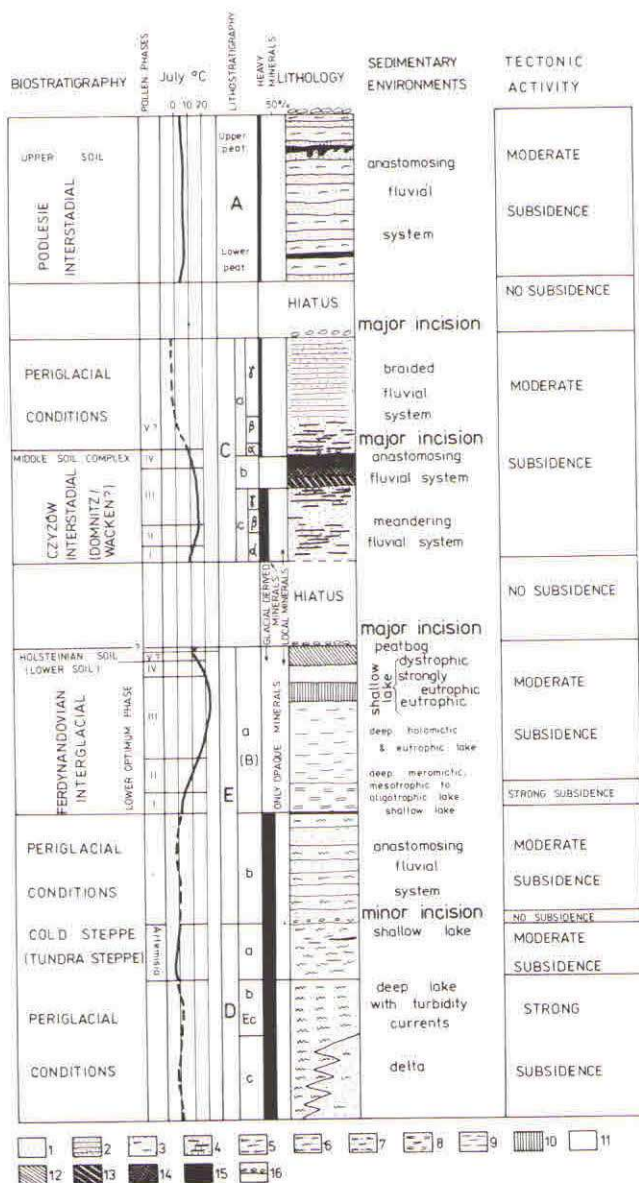 BIOSTRATIGRAPHY
POLLEN PHASES
July °C
0 10 20
LITHOSTRATIGRAPHY
HEAVY MINERALS
50%
LITHOLOGY
SEDIMENTARY
ENVIRONMENTS
TECTONIC
ACTIVITY
UPPER SOIL
PODLESIE
INTERSTADIAL
A
Upper
peat
Lower
peat
anastomosing
fluvial
system
MODERATE
SUBSIDENCE
HIATUS
major incision
NO SUBSIDENCE
PERIGLACIAL
CONDITIONS
V?
C
a
γ
β
α
braided
fluvial
system
major incision
MODERATE
SUBSIDENCE
MIDDLE SOIL COMPLEX
IV
b
anastomosing
fluvial system
CZYŻÓW
INTERSTADIAL
(DOMNITZ/
WACKEN?)
III
II
I
c
γ
β
α
meandering
fluvial system
GLACIAL DERIVED
MINERALS
LOCAL MINERALS
HIATUS
major incision
NO SUBSIDENCE
?
HOLSTEINIAN SOIL
(LOWER SOIL)
V?
IV
peatbog
dystrophic
strongly
eutrophic
eutrophic
shallow
lake
MODERATE
FERDYNANDOVIAN
INTERGLACIAL
LOWER OPTIMUM PHASE
III
II
I
E
a
(B)
ONLY OPAQUE MINERALS
deep holomictic
& eutrophic lake
SUBSIDENCE
deep meromictic,
mesotrophic to
oligotrophic lake
shallow lake
STRONG SUBSIDENCE
PERIGLACIAL
CONDITIONS
b
anastomosing
fluvial
system
MODERATE
SUBSIDENCE
minor incision
NO SUBSIDENCE
COLD STEPPE
(TUNDRA STEPPE)
Artemisia
a
shallow lake
MODERATE
SUBSIDENCE
PERIGLACIAL
CONDITIONS
D
b
Ec
c
deep lake
with turbidity
currents
delta
STRONG
SUBSIDENCE
1 2 3 4 5 6 7 8 9 10 11
12 13 14 15 16